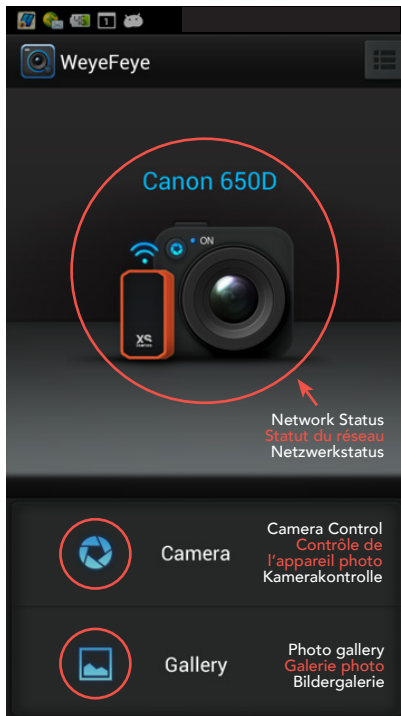 1
WeyeFeye
Canon 650D
ON
XS
Network Status
Statut du réseau
Netzwerkstatus
Camera
Camera Control
Contrôle de
l'appareil photo
Kamerakontrolle
Gallery
Photo gallery
Galerie photo
Bildergalerie